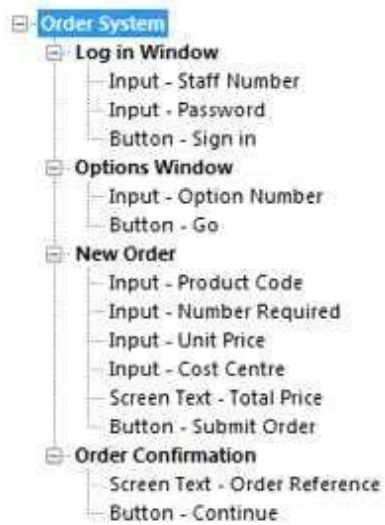 Order System
Log in Window
Input - Staff Number
Input - Password
Button - Sign in
Options Window
Input - Option Number
Button - Go
New Order
Input - Product Code
Input - Number Required
Input - Unit Price
Input - Cost Centre
Screen Text - Total Price
Button - Submit Order
Order Confirmation
Screen Text - Order Reference
Button - Continue